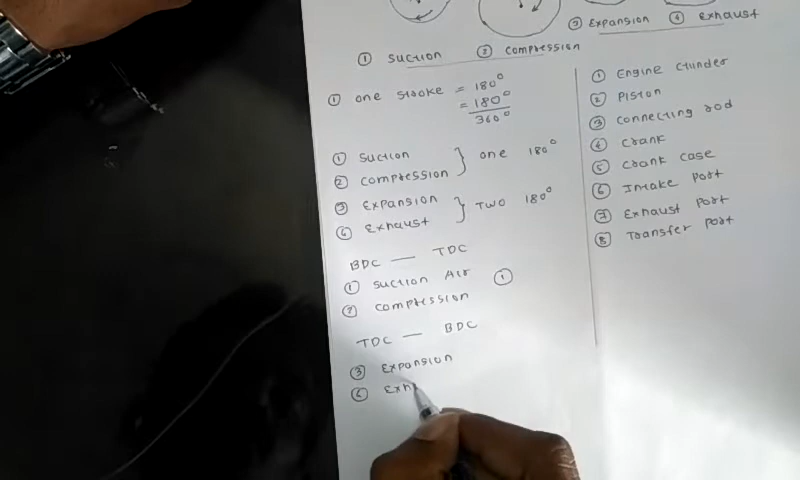 ③ Expansion ④ Exhaust
① Suction ② Compression
① one stroke = 180°
= 180°
360°
① Suction
② Compression } one 180°
③ Expansion
④ Exhaust } Two 180°
BDC — TDC
① Suction Air ①
② Compression
TDC — BDC
③ Expansion
④ Exh
① Engine Cylinder
② Piston
③ Connecting rod
④ Crank
⑤ Crank case
⑥ Intake port
⑦ Exhaust port
⑧ Transfer port